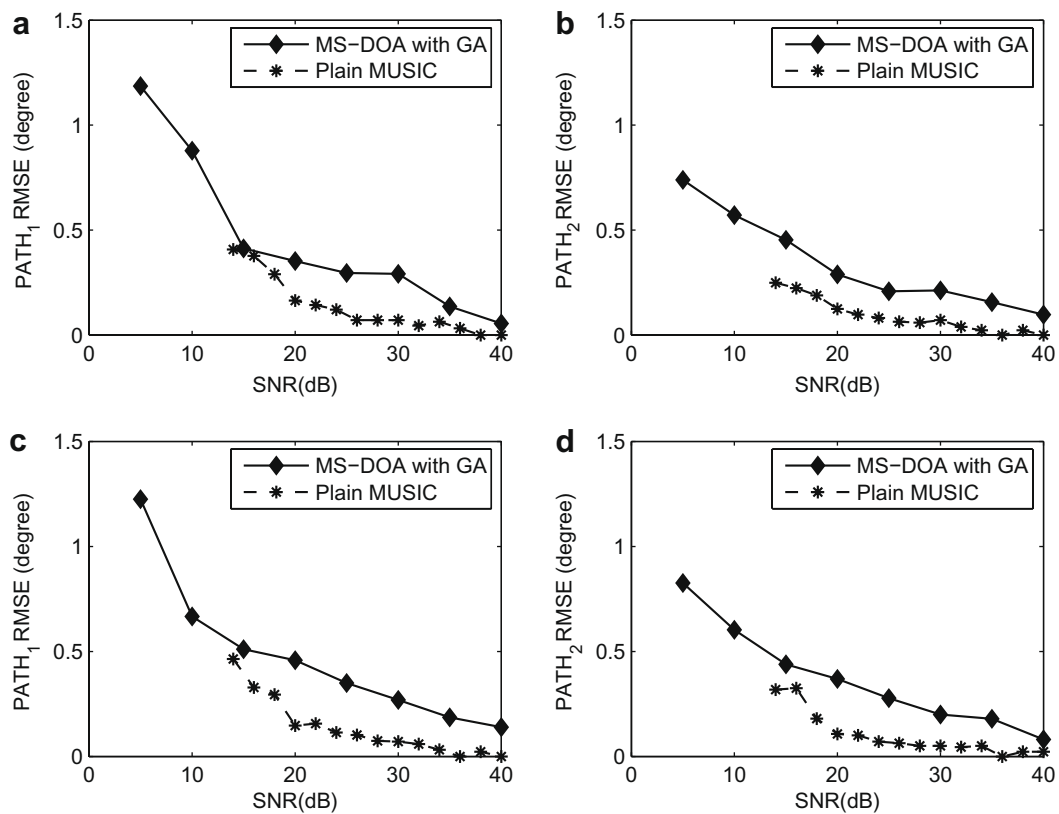 a
1.5
1
0.5
0
PATH₁ RMSE (degree)
MS−DOA with GA
Plain MUSIC
0 10 20 30 40
SNR(dB)
b
1.5
1
0.5
0
PATH₂ RMSE (degree)
MS−DOA with GA
Plain MUSIC
0 10 20 30 40
SNR(dB)
c
1.5
1
0.5
0
PATH₁ RMSE (degree)
MS−DOA with GA
Plain MUSIC
0 10 20 30 40
SNR(dB)
d
1.5
1
0.5
0
PATH₂ RMSE (degree)
MS−DOA with GA
Plain MUSIC
0 10 20 30 40
SNR(dB)